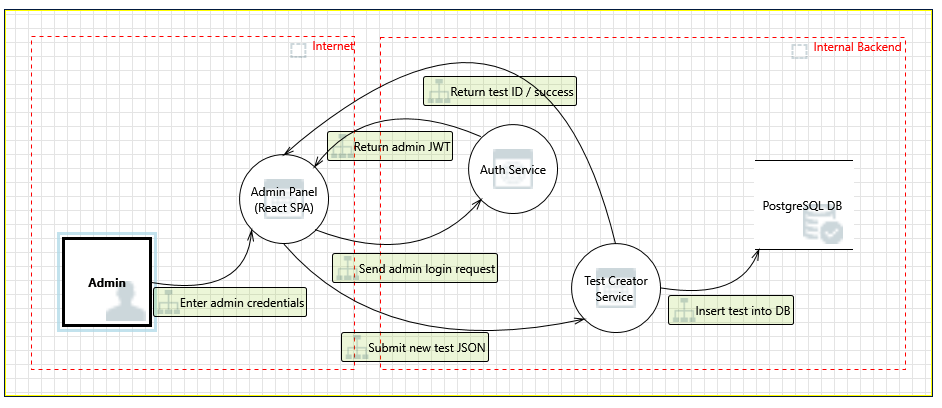 Internet
Internal Backend
Return test ID / success
Return admin JWT
Auth Service
Admin Panel
(React SPA)
PostgreSQL DB
Send admin login request
Admin
Test Creator
Service
Enter admin credentials
Insert test into DB
Submit new test JSON